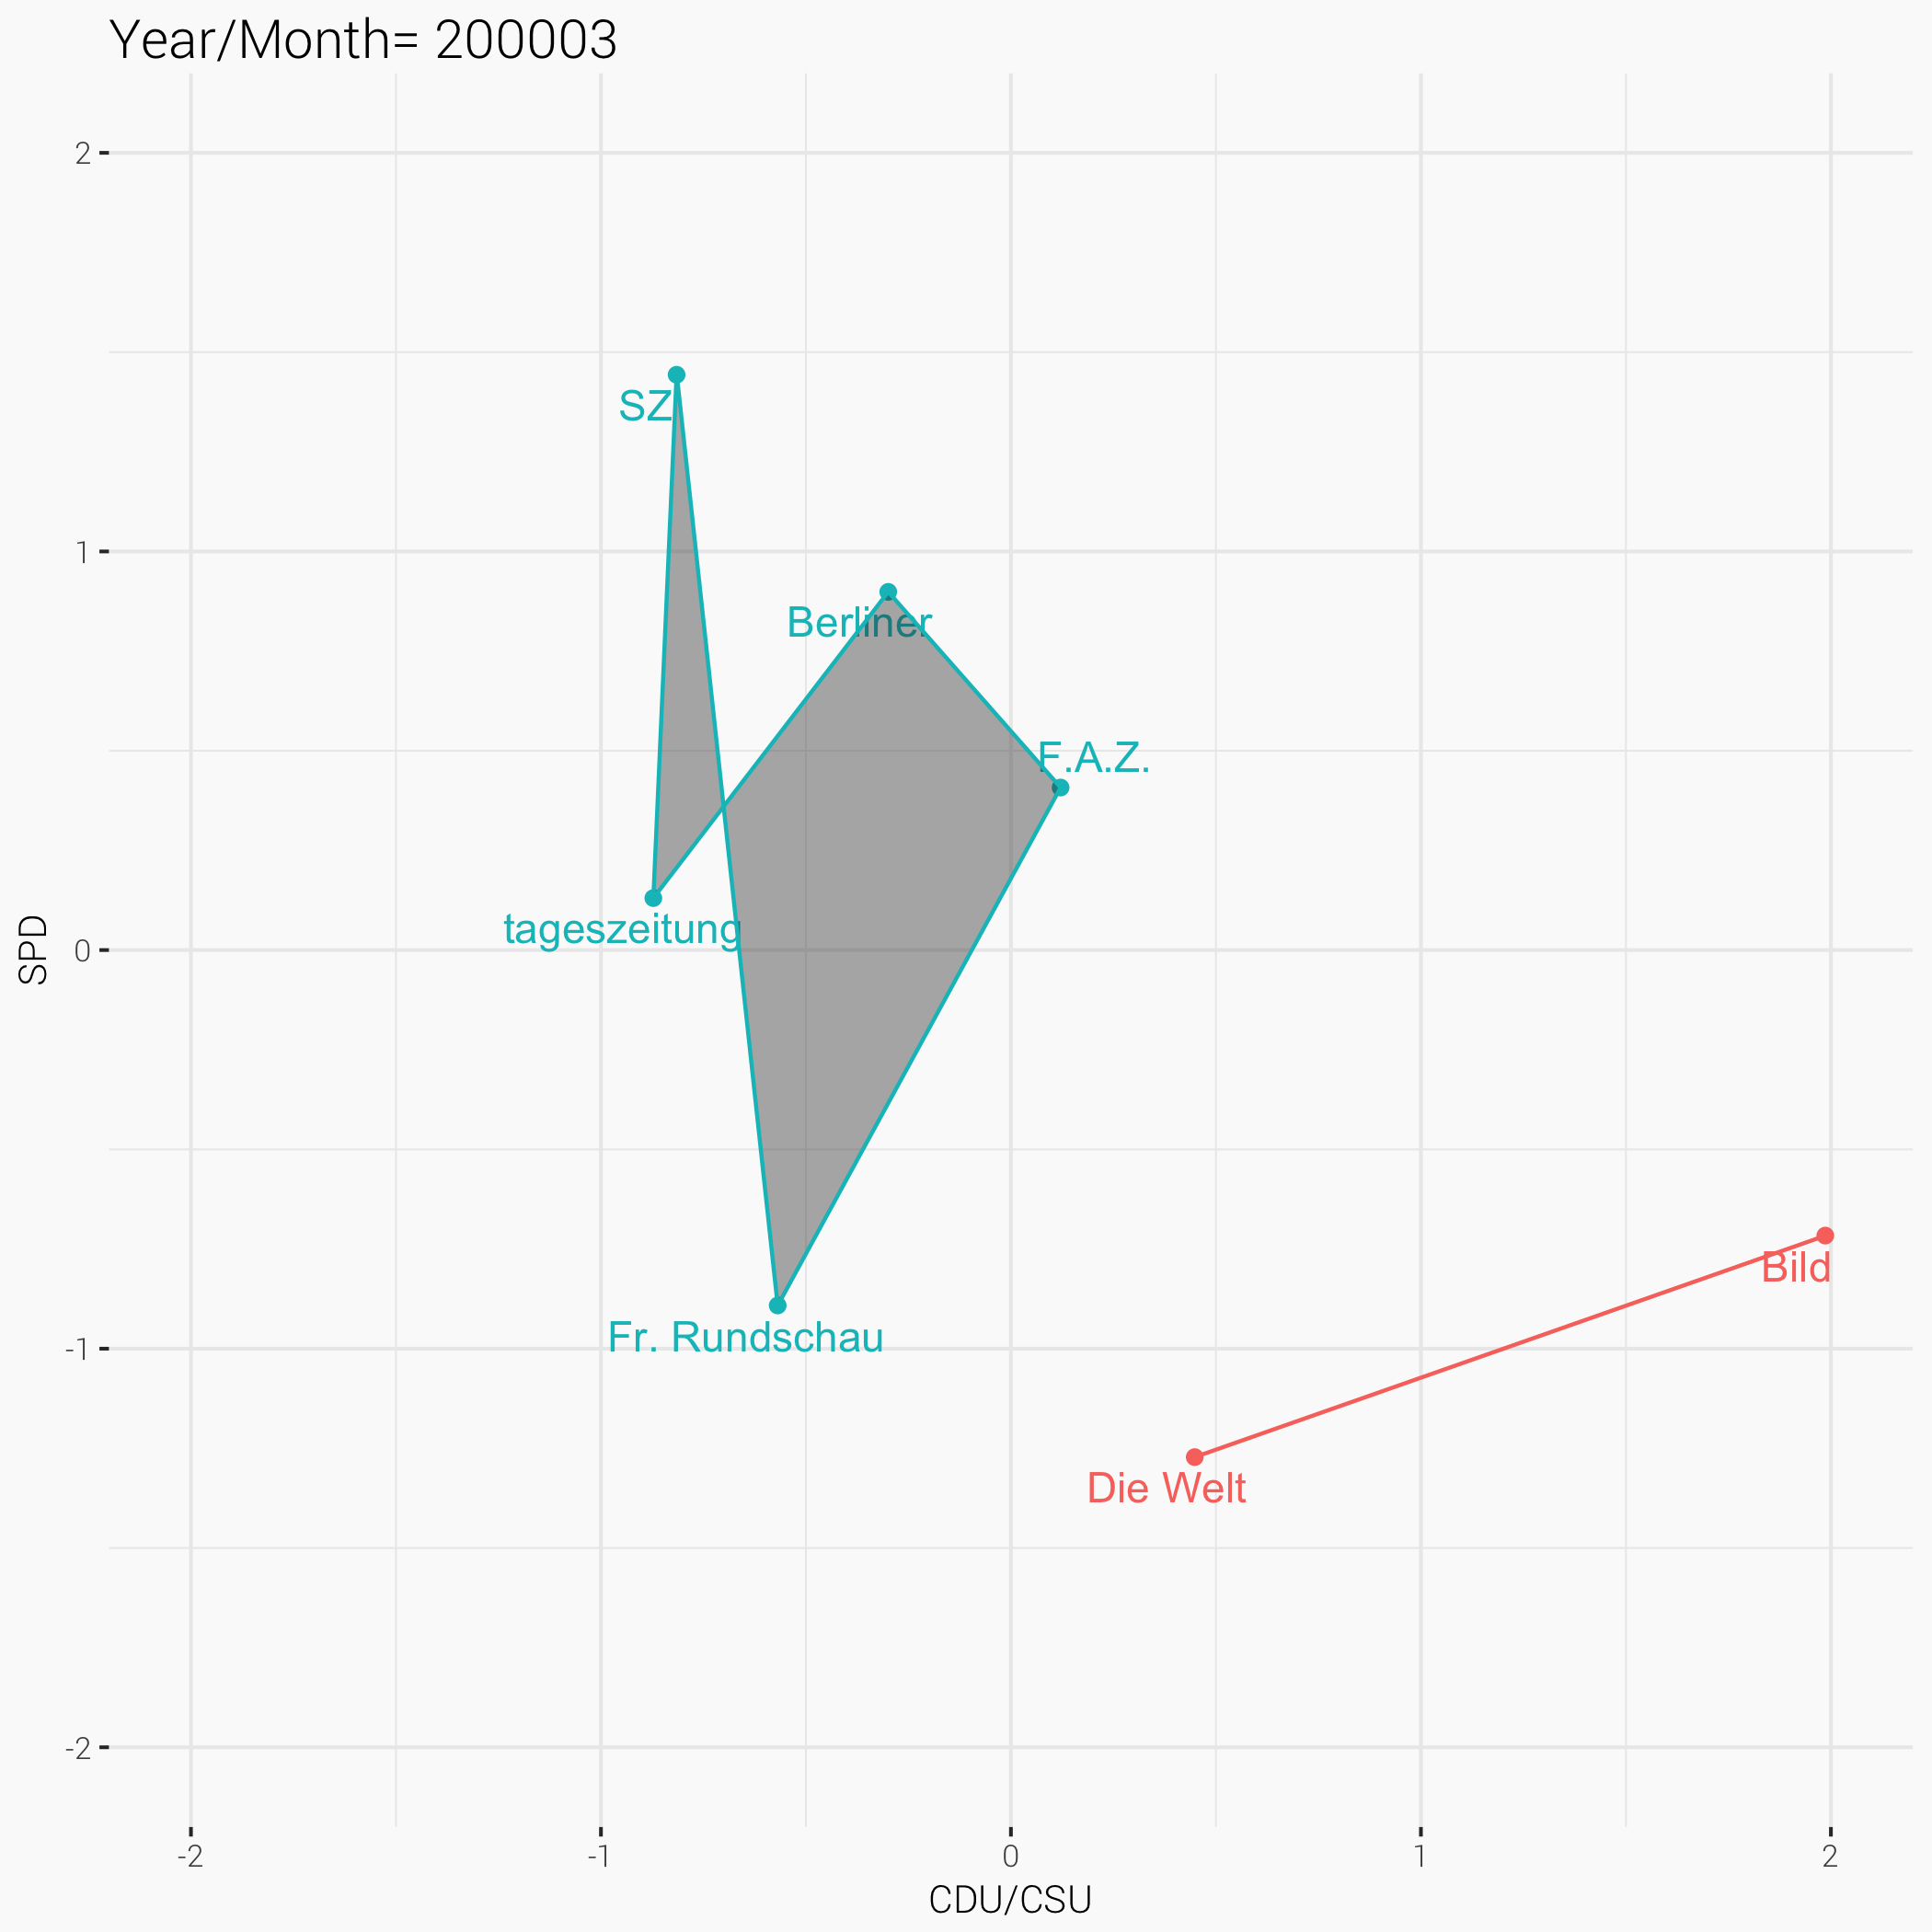 Year/Month= 200003
2
SZ
1
Berliner
F.A.Z.
tageszeitung
0
SPD
Bild
Fr. Rundschau
-1
Die Welt
-2
-2
-1
0
1
2
CDU/CSU